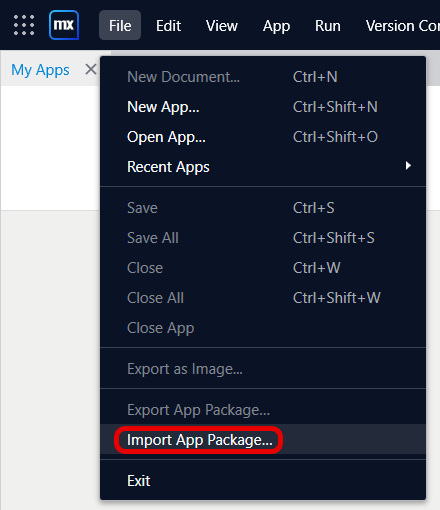 mx File Edit View App Run Version Con
My Apps
New Document... Ctrl+N
New App... Ctrl+Shift+N
Open App... Ctrl+Shift+O
Recent Apps
Save Ctrl+S
Save All Ctrl+Shift+S
Close Ctrl+W
Close All Ctrl+Shift+W
Close App
Export as Image...
Export App Package...
Import App Package...
Exit